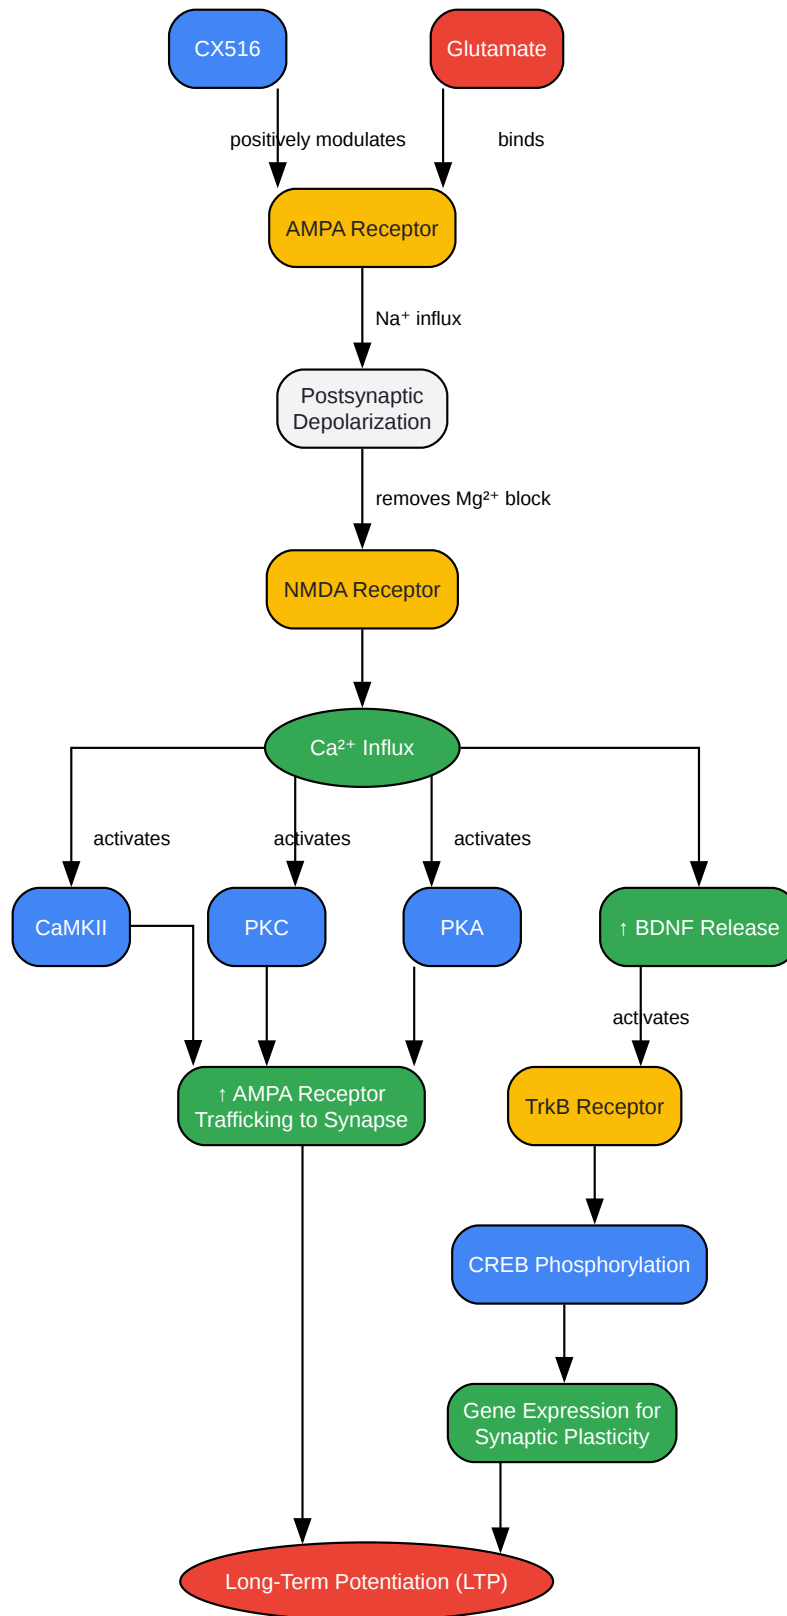 CX516
Glutamate
positively modulates
binds
AMPA Receptor
Na⁺ influx
Postsynaptic
Depolarization
removes Mg²⁺ block
NMDA Receptor
Ca²⁺ Influx
activates
activates
activates
CaMKII
PKC
PKA
↑ BDNF Release
activates
↑ AMPA Receptor
Trafficking to Synapse
TrkB Receptor
CREB Phosphorylation
Gene Expression for
Synaptic Plasticity
Long-Term Potentiation (LTP)